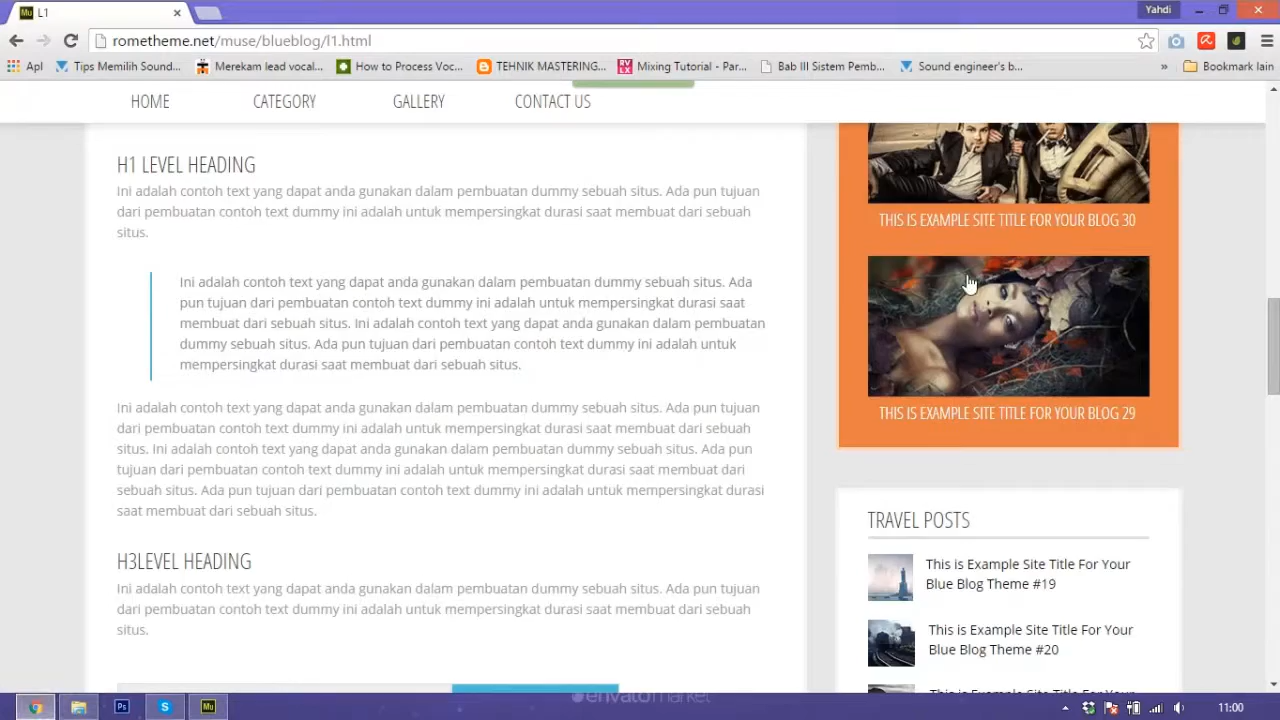 Mu L1
Yahdi
rometheme.net/muse/blueblog/l1.html
Apl
Tips Memilih Sound...
Merekam lead vocal...
How to Process Voc...
TEHNIK MASTERING...
Mixing Tutorial - Par...
Bab III Sistem Pemb...
Sound engineer's b...
»
Bookmark lain
HOME
CATEGORY
GALLERY
CONTACT US
H1 LEVEL HEADING
Ini adalah contoh text yang dapat anda gunakan dalam pembuatan dummy sebuah situs. Ada pun tujuan
dari pembuatan contoh text dummy ini adalah untuk mempersingkat durasi saat membuat dari sebuah
situs.
Ini adalah contoh text yang dapat anda gunakan dalam pembuatan dummy sebuah situs. Ada
pun tujuan dari pembuatan contoh text dummy ini adalah untuk mempersingkat durasi saat
membuat dari sebuah situs. Ini adalah contoh text yang dapat anda gunakan dalam pembuatan
dummy sebuah situs. Ada pun tujuan dari pembuatan contoh text dummy ini adalah untuk
mempersingkat durasi saat membuat dari sebuah situs.
Ini adalah contoh text yang dapat anda gunakan dalam pembuatan dummy sebuah situs. Ada pun tujuan
dari pembuatan contoh text dummy ini adalah untuk mempersingkat durasi saat membuat dari sebuah
situs. Ini adalah contoh text yang dapat anda gunakan dalam pembuatan dummy sebuah situs. Ada pun
tujuan dari pembuatan contoh text dummy ini adalah untuk mempersingkat durasi saat membuat dari
sebuah situs. Ada pun tujuan dari pembuatan contoh text dummy ini adalah untuk mempersingkat durasi
saat membuat dari sebuah situs.
H3LEVEL HEADING
Ini adalah contoh text yang dapat anda gunakan dalam pembuatan dummy sebuah situs. Ada pun tujuan
dari pembuatan contoh text dummy ini adalah untuk mempersingkat durasi saat membuat dari sebuah
situs.
THIS IS EXAMPLE SITE TITLE FOR YOUR BLOG 30
THIS IS EXAMPLE SITE TITLE FOR YOUR BLOG 29
TRAVEL POSTS
This is Example Site Title For Your
Blue Blog Theme #19
This is Example Site Title For Your
Blue Blog Theme #20
This is Example Site Title For Your
envatomarket
Ps
S
Mu
11:00